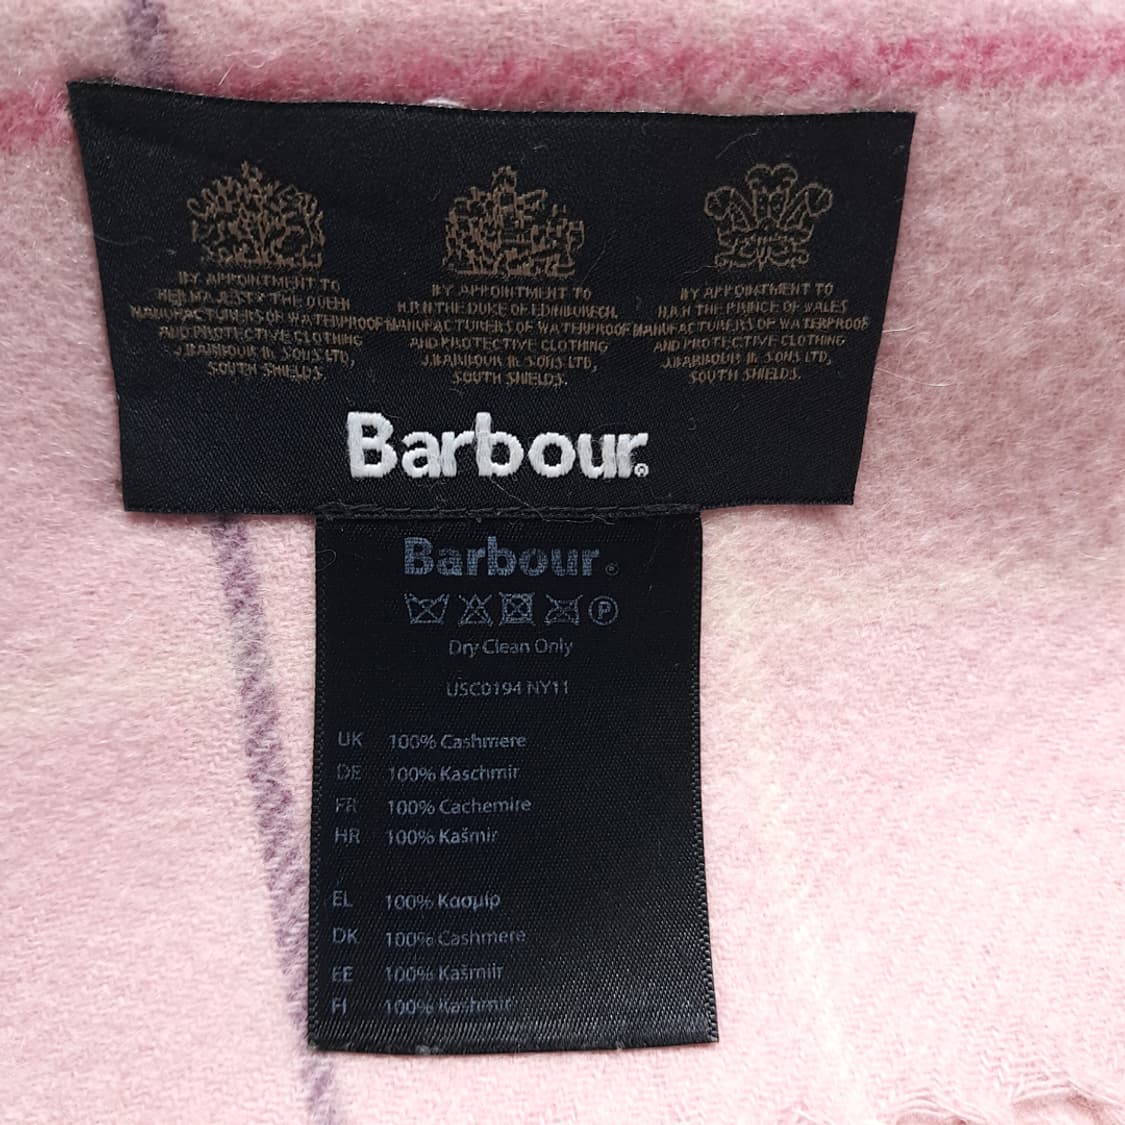 BY APPOINTMENT TO
HER MAJESTY THE QUEEN
MANUFACTURERS OF WATERPROOF
AND PROTECTIVE CLOTHING
J.BARBOUR & SONS LTD,
SOUTH SHIELDS.
BY APPOINTMENT TO
H.R.H THE DUKE OF EDINBURGH,
MANUFACTURERS OF WATERPROOF
AND PROTECTIVE CLOTHING
J.BARBOUR & SONS LTD,
SOUTH SHIELDS.
BY APPOINTMENT TO
H.R.H THE PRINCE OF WALES
MANUFACTURERS OF WATERPROOF
AND PROTECTIVE CLOTHING
J.BARBOUR & SONS LTD,
SOUTH SHIELDS.
Barbour®
Barbour®
P
Dry Clean Only
USC0194 NY11
UK 100% Cashmere
DE 100% Kaschmir
FR 100% Cachemire
HR 100% Kašmir
EL 100% Κασμίρ
DK 100% Cashmere
EE 100% Kašmiir
FI 100% Kashmir